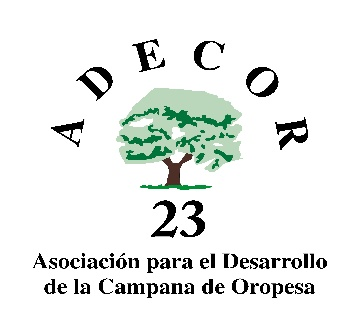 ADECOR
23
Asociación para el Desarrollo
de la Campana de Oropesa